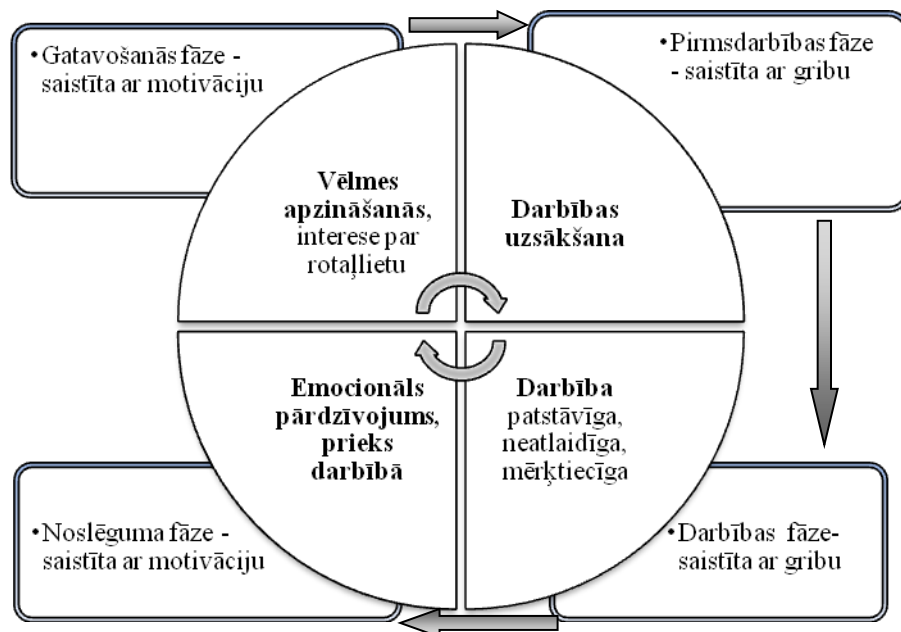 •Gatavošanās fāze -
saistīta ar motivāciju
•Pirmsdarbības fāze
- saistīta ar gribu
Vēlmes
apzināšanās,
interese par
rotaļlietu
Darbības
uzsākšana
Emocionāls
pārdzīvojums,
prieks
darbībā
Darbība
patstāvīga,
neatlaidīga,
mērķtiecīga
•Noslēguma fāze -
saistīta ar motivāciju
•Darbības fāze-
saistīta ar gribu